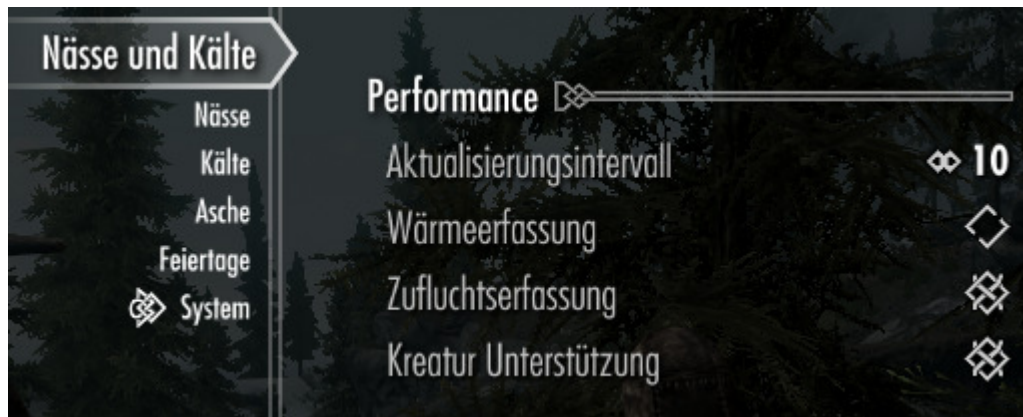 Nässe und Kälte
Nässe
Kälte
Asche
Feiertage
System
Performance
Aktualisierungsintervall 10
Wärmeerfassung
Zufluchtserfassung
Kreatur Unterstützung